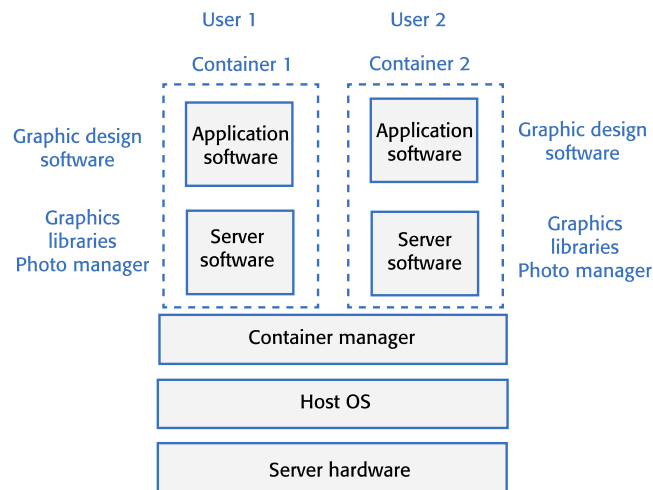 User 1
User 2
Container 1
Container 2
Graphic design
software
Application
software
Application
software
Graphic design
software
Graphics
libraries
Photo manager
Server
software
Server
software
Graphics
libraries
Photo manager
Container manager
Host OS
Server hardware